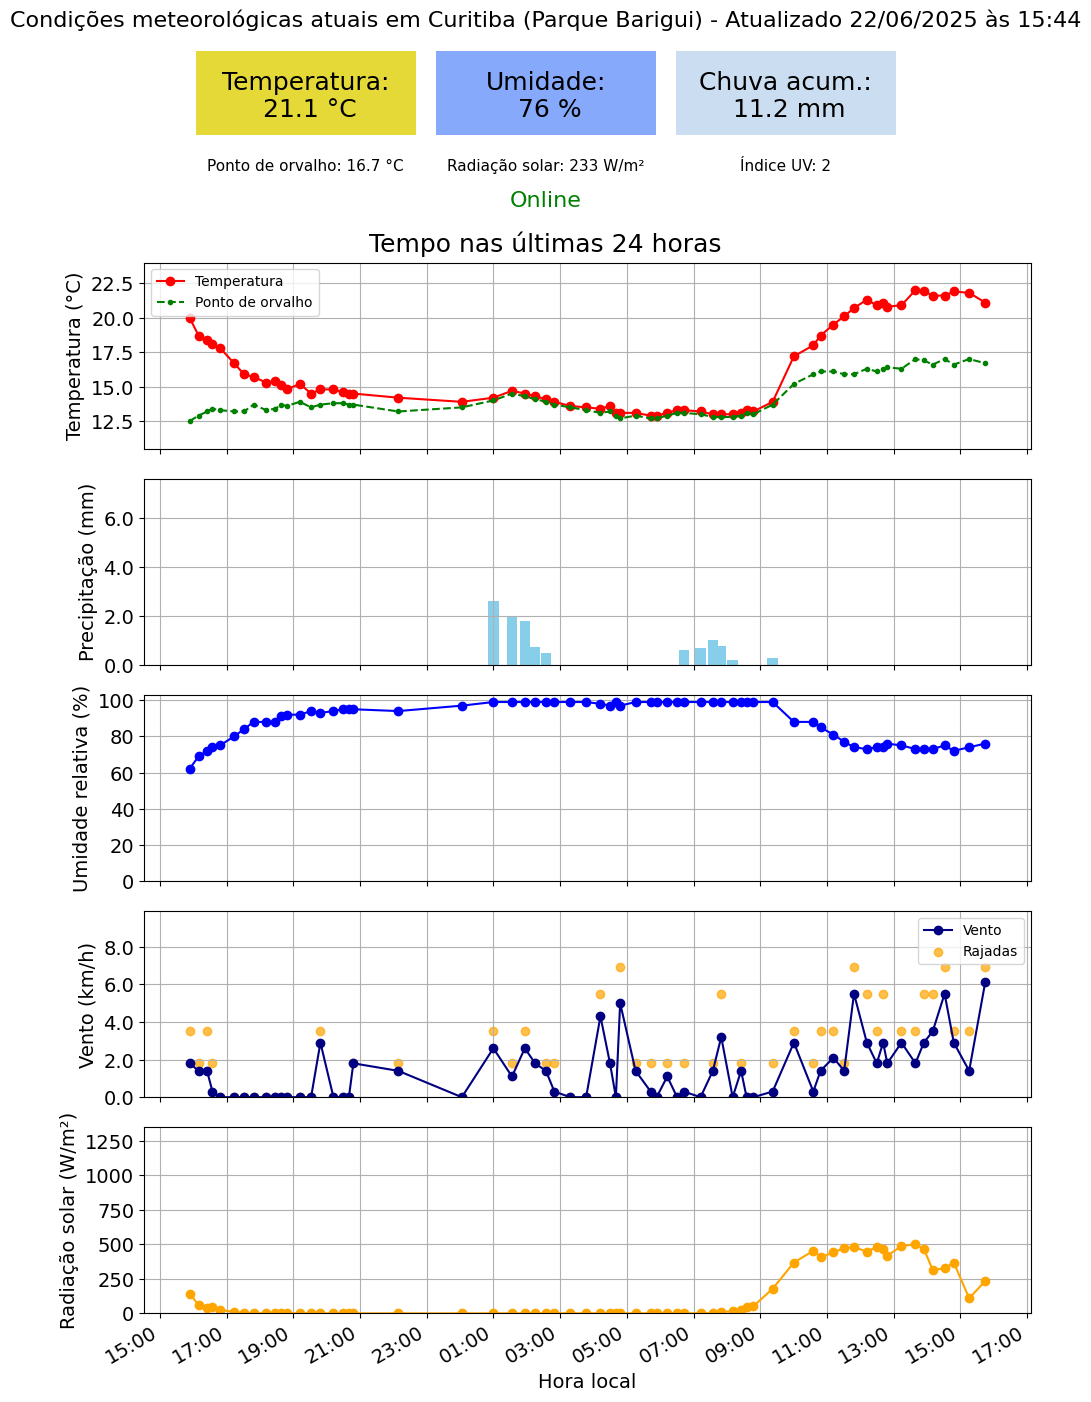 Condições meteorológicas atuais em Curitiba (Parque Barigui) - Atualizado 22/06/2025 às 15:44
Temperatura:
21.1 °C
Umidade:
76 %
Chuva acum.:
11.2 mm
Ponto de orvalho: 16.7 °C
Radiação solar: 233 W/m²
Índice UV: 2
Online
Tempo nas últimas 24 horas
Temperatura (°C)
22.5
20.0
17.5
15.0
12.5
Temperatura
Ponto de orvalho
Precipitação (mm)
6.0
4.0
2.0
0.0
Umidade relativa (%)
100
80
60
40
20
0
Vento (km/h)
8.0
6.0
4.0
2.0
0.0
Vento
Rajadas
Radiação solar (W/m²)
1250
1000
750
500
250
0
15:00
17:00
19:00
21:00
23:00
01:00
03:00
05:00
07:00
09:00
11:00
13:00
15:00
17:00
Hora local